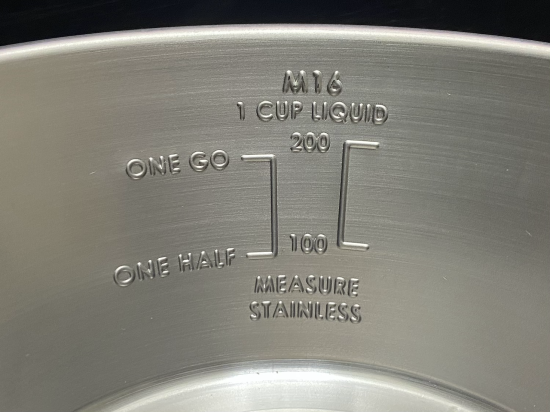 M16
1 CUP LIQUID
200
ONE GO
100
ONE HALF
MEASURE
STAINLESS